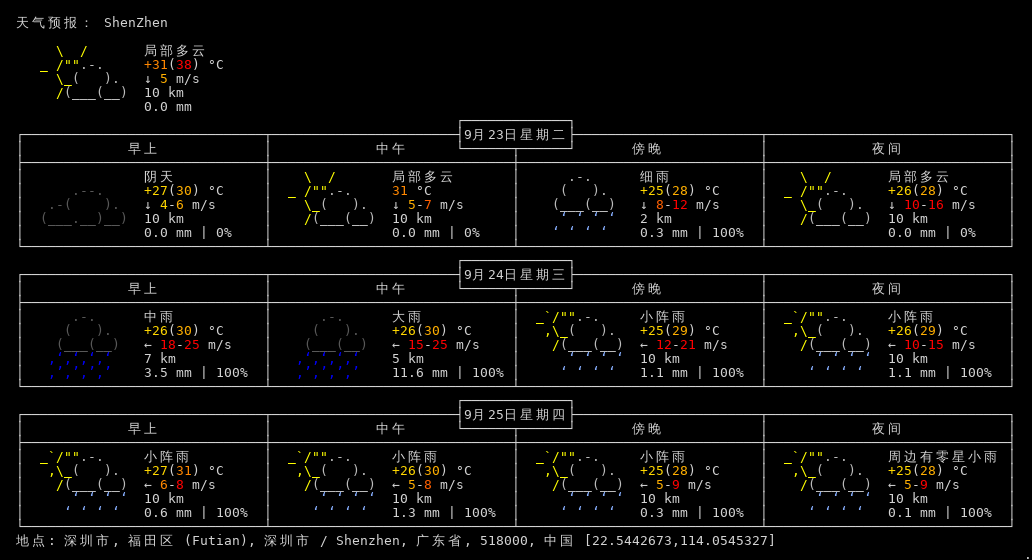 天气预报： ShenZhen
局部多云
+31(38) °C
↓ 5 m/s
10 km
0.0 mm
9月23日星期二
早上 中午 傍晚 夜间
阴天 局部多云 细雨 局部多云
+27(30) °C 31 °C +25(28) °C +26(28) °C
↓ 4-6 m/s ↓ 5-7 m/s ↓ 8-12 m/s ↓ 10-16 m/s
10 km 10 km 2 km 10 km
0.0 mm | 0% 0.0 mm | 0% 0.3 mm | 100% 0.0 mm | 0%
9月24日星期三
早上 中午 傍晚 夜间
中雨 大雨 小阵雨 小阵雨
+26(30) °C +26(30) °C +25(29) °C +26(29) °C
← 18-25 m/s ← 15-25 m/s ← 12-21 m/s ← 10-15 m/s
7 km 5 km 10 km 10 km
3.5 mm | 100% 11.6 mm | 100% 1.1 mm | 100% 1.1 mm | 100%
9月25日星期四
早上 中午 傍晚 夜间
小阵雨 小阵雨 小阵雨 周边有零星小雨
+27(31) °C +26(30) °C +25(28) °C +25(28) °C
← 6-8 m/s ← 5-8 m/s ← 5-9 m/s ← 5-9 m/s
10 km 10 km 10 km 10 km
0.6 mm | 100% 1.3 mm | 100% 0.3 mm | 100% 0.1 mm | 100%
地点: 深圳市, 福田区 (Futian), 深圳市 / Shenzhen, 广东省, 518000, 中国 [22.5442673,114.0545327]